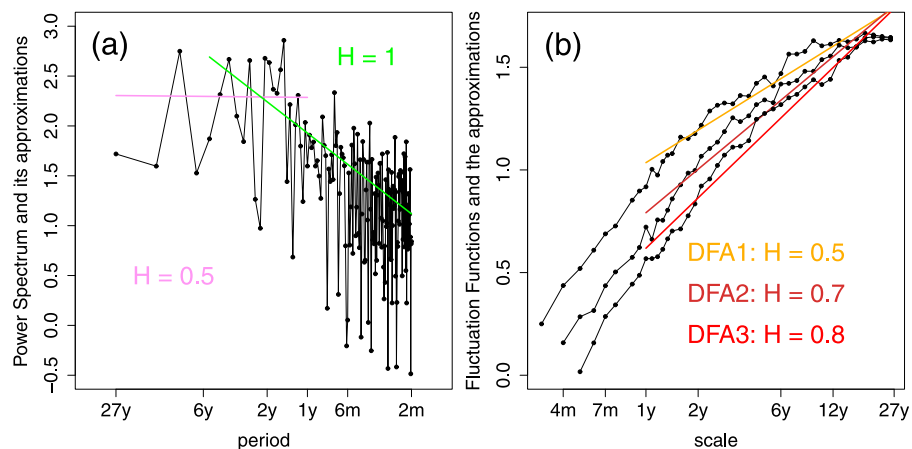 (a)
H = 1
H = 0.5
Power Spectrum and its approximations
3.0
2.5
2.0
1.5
1.0
0.5
0.0
−0.5
27y 6y 2y 1y 6m 2m
period
(b)
DFA1: H = 0.5
DFA2: H = 0.7
DFA3: H = 0.8
Fluctuation Functions and the approximations
1.5
1.0
0.5
0.0
4m 7m 1y 2y 6y 12y 27y
scale